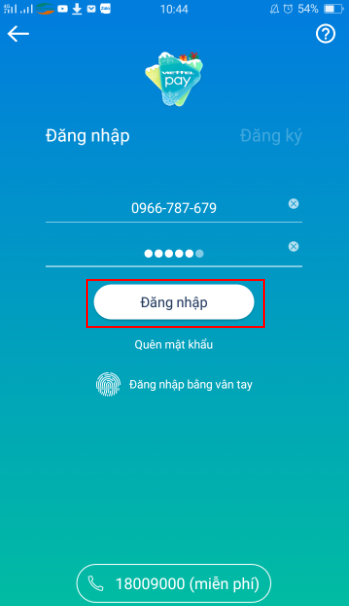 10:44
54%
VIETTEL
pay
Đăng nhập
Đăng ký
0966-787-679
Đăng nhập
Quên mật khẩu
Đăng nhập bằng vân tay
18009000 (miễn phí)